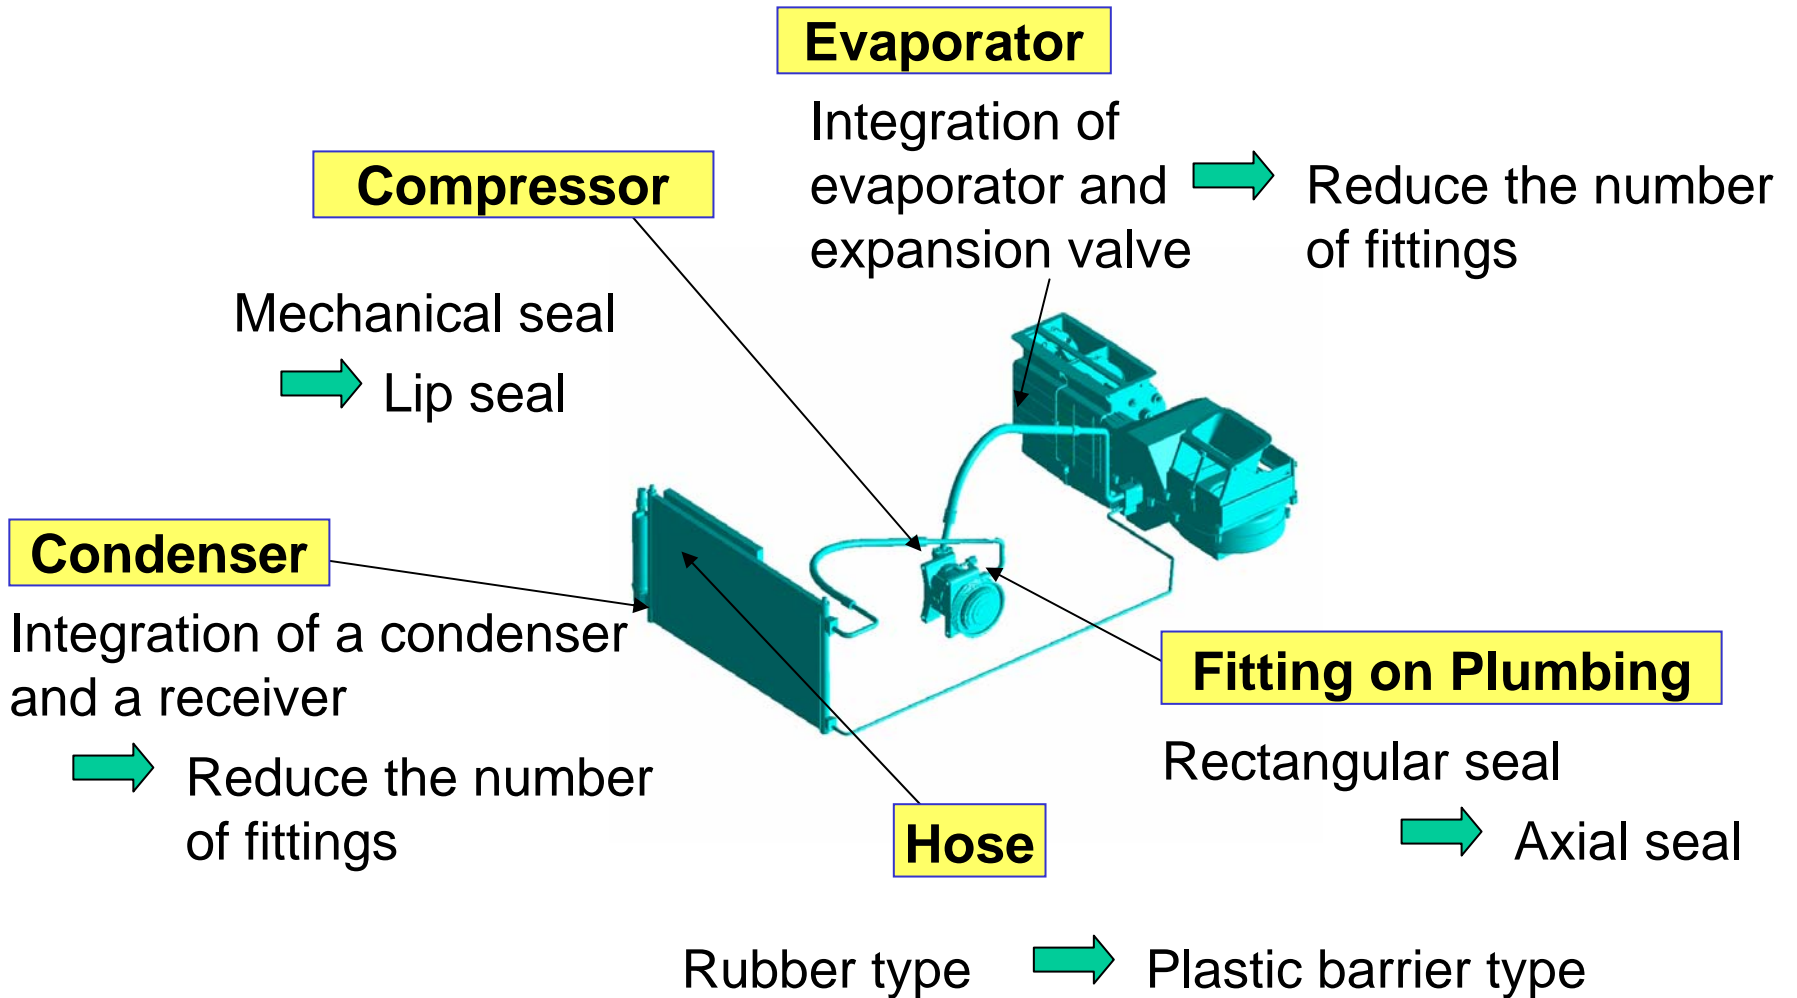 Evaporator
Integration of
evaporator and
expansion valve
Reduce the number
of fittings
Compressor
Mechanical seal
Lip seal
Condenser
Integration of a condenser
and a receiver
Reduce the number
of fittings
Fitting on Plumbing
Rectangular seal
Axial seal
Hose
Rubber type
Plastic barrier type